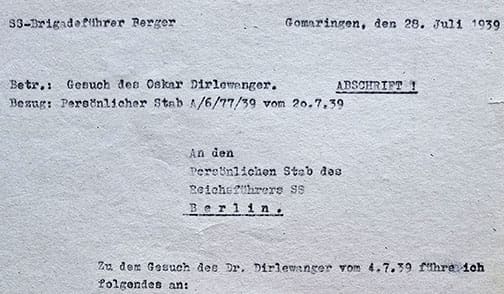 SS-Brigadeführer Berger Gomaringen, den 28. Juli 1939
Betr.: Gesuch des Oskar Dirlewanger. ABSCHRIFT !
Bezug: Persönlicher Stab A/6/77/39 vom 2o.7.39
An den
Persönlichen Stab des
Reichsführers SS
Berlin.
Zu dem Gesuch des Dr. Dirlewanger vom 4.7.39 führe ich
folgendes an: